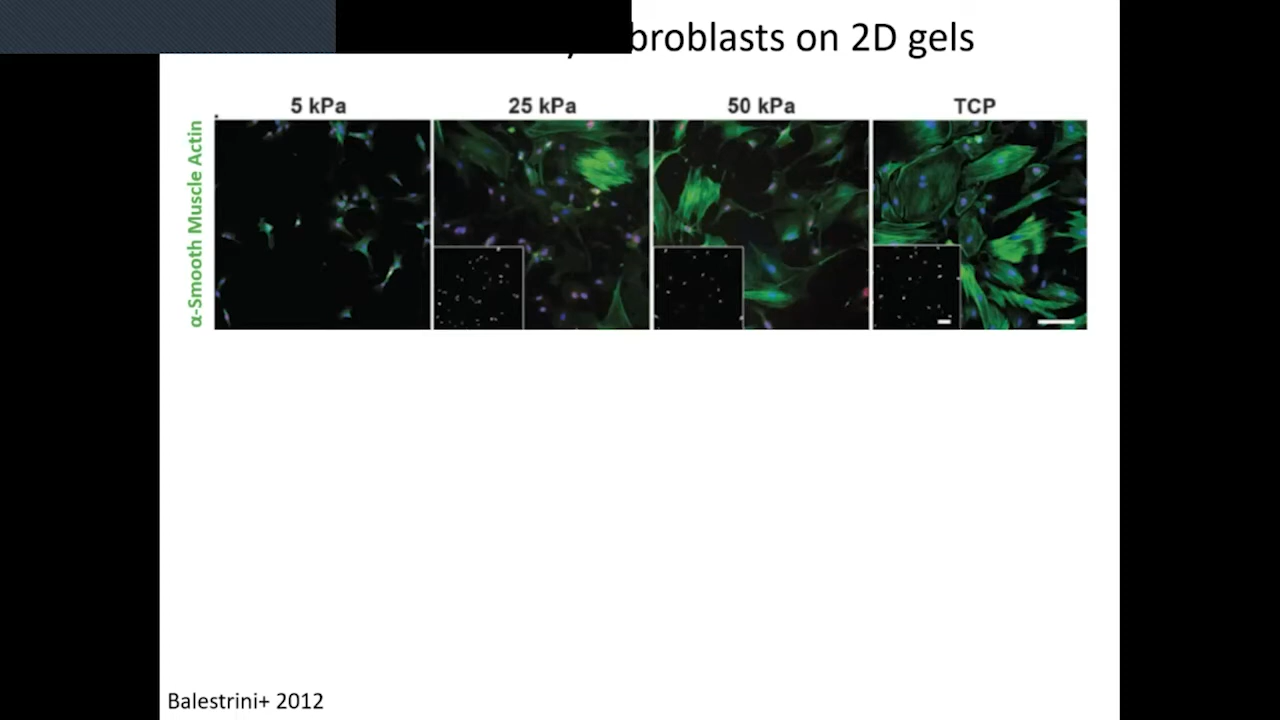 broblasts on 2D gels
5 kPa 25 kPa 50 kPa TCP
α-Smooth Muscle Actin
Balestrini+ 2012